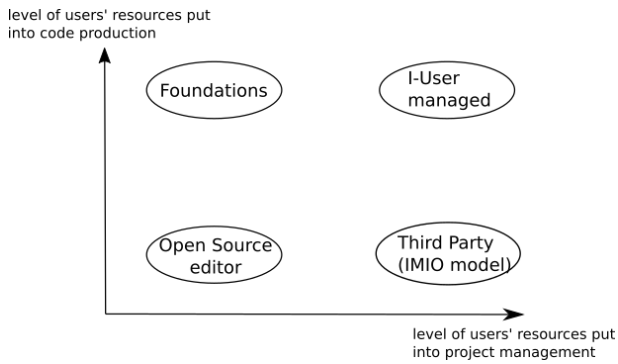 level of users' resources put
into code production
Foundations
I-User
managed
Open Source
editor
Third Party
(IMIO model)
level of users' resources put
into project management